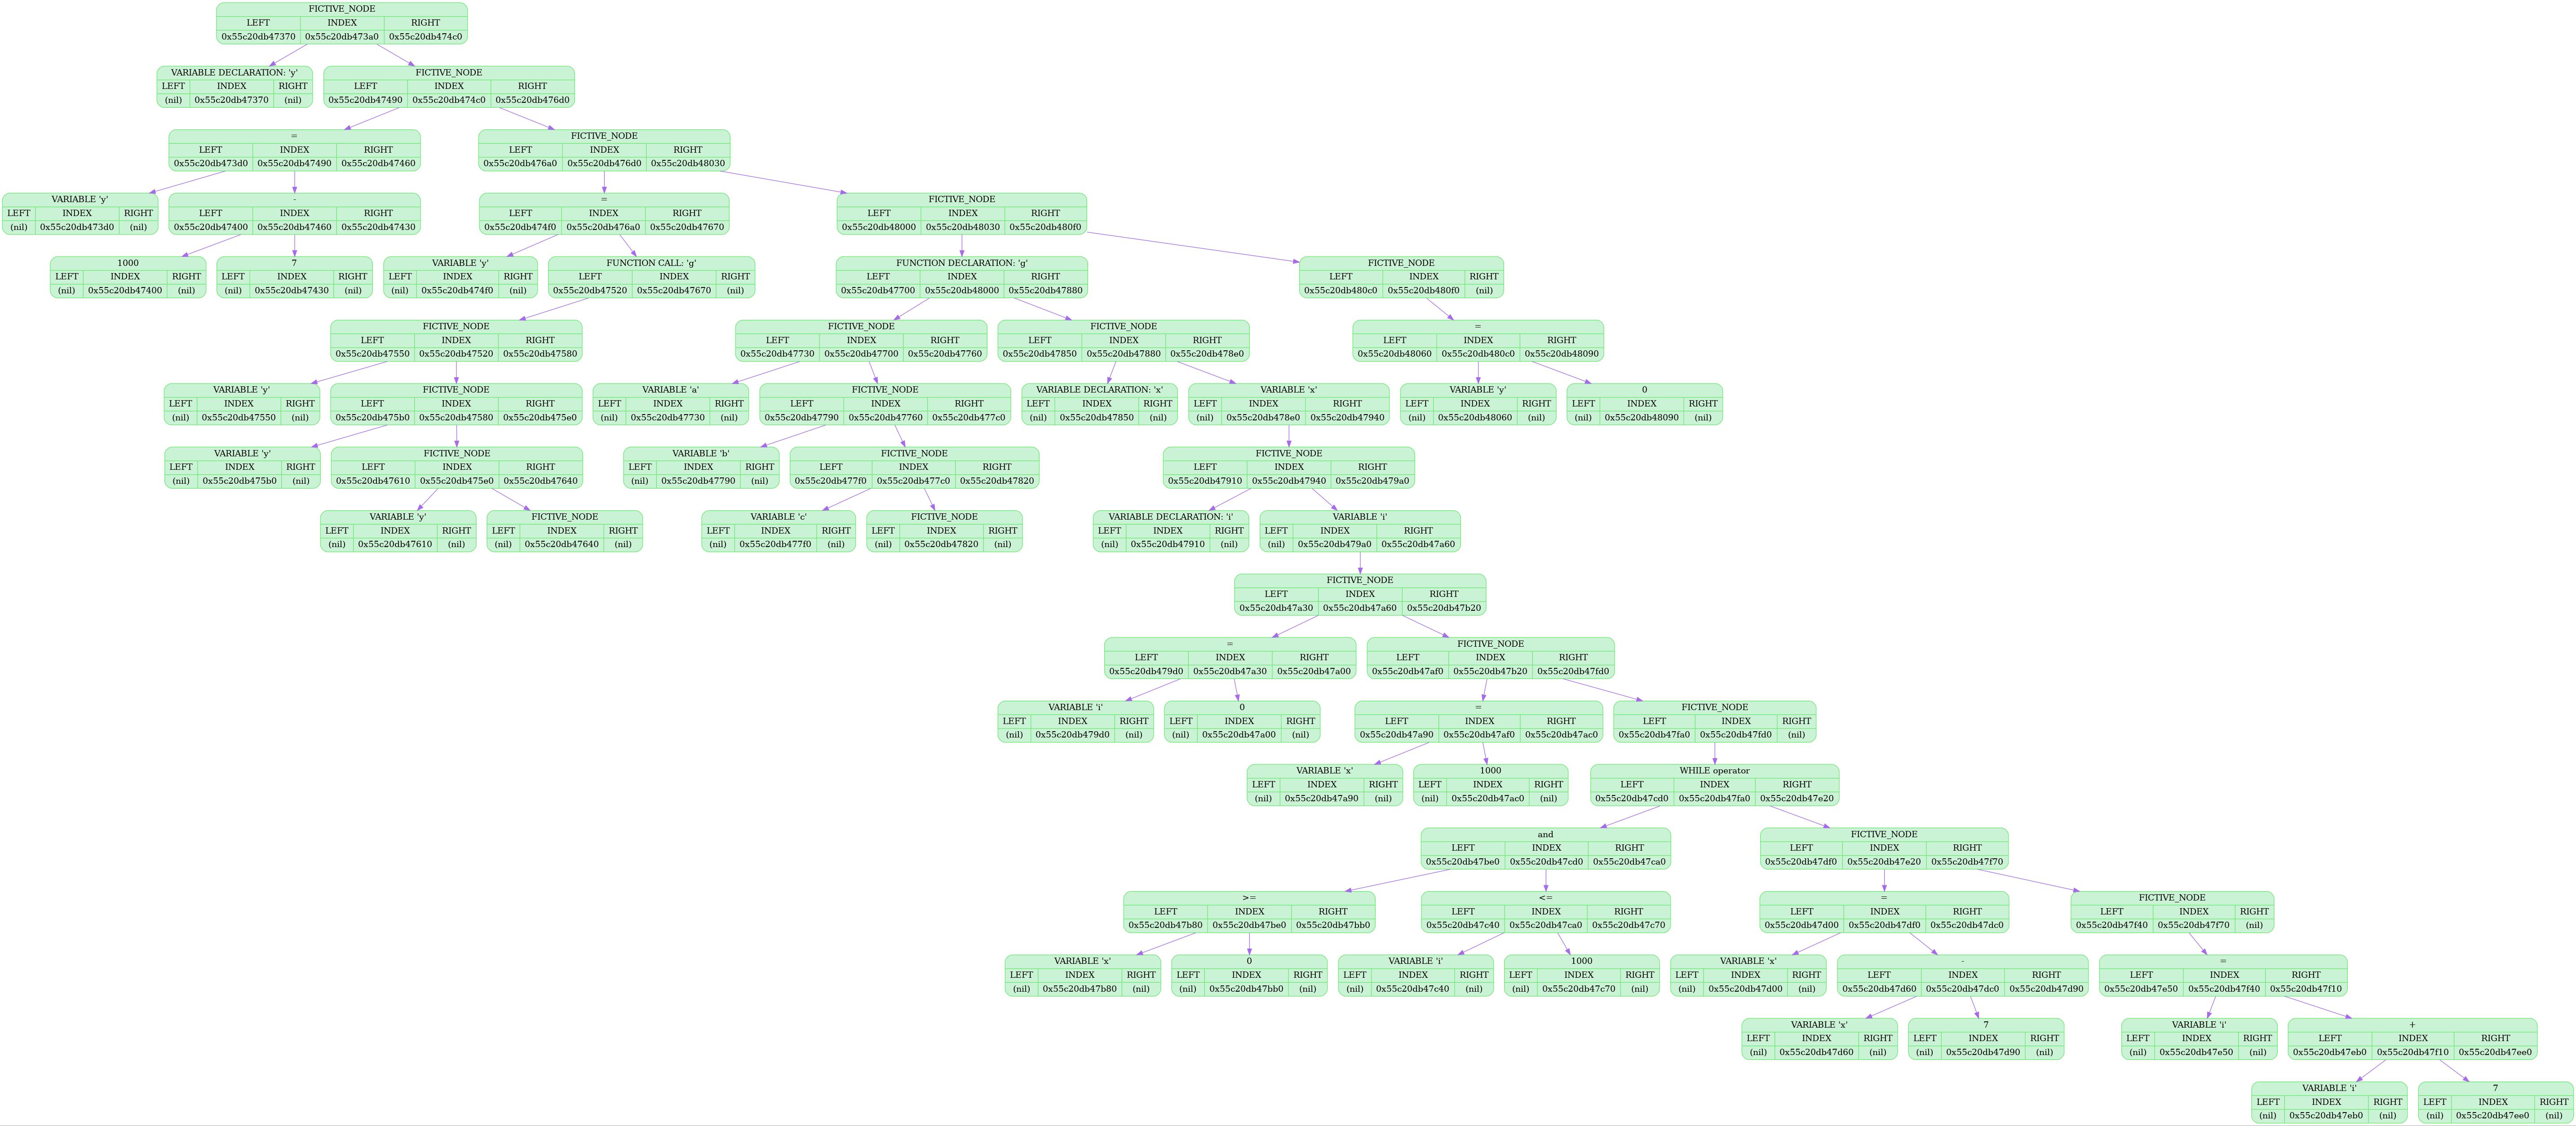 FICTIVE_NODE
LEFT INDEX RIGHT
0x55c20db47370 0x55c20db473a0 0x55c20db474c0
VARIABLE DECLARATION: 'y'
LEFT INDEX RIGHT
(nil) 0x55c20db47370 (nil)
FICTIVE_NODE
LEFT INDEX RIGHT
0x55c20db47490 0x55c20db474c0 0x55c20db476d0
=
LEFT INDEX RIGHT
0x55c20db473d0 0x55c20db47490 0x55c20db47460
FICTIVE_NODE
LEFT INDEX RIGHT
0x55c20db476a0 0x55c20db476d0 0x55c20db48030
VARIABLE 'y'
LEFT INDEX RIGHT
(nil) 0x55c20db473d0 (nil)
-
LEFT INDEX RIGHT
0x55c20db47400 0x55c20db47460 0x55c20db47430
=
LEFT INDEX RIGHT
0x55c20db474f0 0x55c20db476a0 0x55c20db47670
FICTIVE_NODE
LEFT INDEX RIGHT
0x55c20db48000 0x55c20db48030 0x55c20db480f0
1000
LEFT INDEX RIGHT
(nil) 0x55c20db47400 (nil)
7
LEFT INDEX RIGHT
(nil) 0x55c20db47430 (nil)
VARIABLE 'y'
LEFT INDEX RIGHT
(nil) 0x55c20db474f0 (nil)
FUNCTION CALL: 'g'
LEFT INDEX RIGHT
0x55c20db47520 0x55c20db47670 (nil)
FUNCTION DECLARATION: 'g'
LEFT INDEX RIGHT
0x55c20db47700 0x55c20db48000 0x55c20db47880
FICTIVE_NODE
LEFT INDEX RIGHT
0x55c20db480c0 0x55c20db480f0 (nil)
FICTIVE_NODE
LEFT INDEX RIGHT
0x55c20db47550 0x55c20db47520 0x55c20db47580
FICTIVE_NODE
LEFT INDEX RIGHT
0x55c20db47730 0x55c20db47700 0x55c20db47760
FICTIVE_NODE
LEFT INDEX RIGHT
0x55c20db47850 0x55c20db47880 0x55c20db478e0
=
LEFT INDEX RIGHT
0x55c20db48060 0x55c20db480c0 0x55c20db48090
VARIABLE 'y'
LEFT INDEX RIGHT
(nil) 0x55c20db47550 (nil)
FICTIVE_NODE
LEFT INDEX RIGHT
0x55c20db475b0 0x55c20db47580 0x55c20db475e0
VARIABLE 'a'
LEFT INDEX RIGHT
(nil) 0x55c20db47730 (nil)
FICTIVE_NODE
LEFT INDEX RIGHT
0x55c20db47790 0x55c20db47760 0x55c20db477c0
VARIABLE DECLARATION: 'x'
LEFT INDEX RIGHT
(nil) 0x55c20db47850 (nil)
VARIABLE 'x'
LEFT INDEX RIGHT
(nil) 0x55c20db478e0 0x55c20db47940
VARIABLE 'y'
LEFT INDEX RIGHT
(nil) 0x55c20db48060 (nil)
0
LEFT INDEX RIGHT
(nil) 0x55c20db48090 (nil)
VARIABLE 'y'
LEFT INDEX RIGHT
(nil) 0x55c20db475b0 (nil)
FICTIVE_NODE
LEFT INDEX RIGHT
0x55c20db47610 0x55c20db475e0 0x55c20db47640
VARIABLE 'b'
LEFT INDEX RIGHT
(nil) 0x55c20db47790 (nil)
FICTIVE_NODE
LEFT INDEX RIGHT
0x55c20db477f0 0x55c20db477c0 0x55c20db47820
FICTIVE_NODE
LEFT INDEX RIGHT
0x55c20db47910 0x55c20db47940 0x55c20db479a0
VARIABLE 'y'
LEFT INDEX RIGHT
(nil) 0x55c20db47610 (nil)
FICTIVE_NODE
LEFT INDEX RIGHT
(nil) 0x55c20db47640 (nil)
VARIABLE 'c'
LEFT INDEX RIGHT
(nil) 0x55c20db477f0 (nil)
FICTIVE_NODE
LEFT INDEX RIGHT
(nil) 0x55c20db47820 (nil)
VARIABLE DECLARATION: 'i'
LEFT INDEX RIGHT
(nil) 0x55c20db47910 (nil)
VARIABLE 'i'
LEFT INDEX RIGHT
(nil) 0x55c20db479a0 0x55c20db47a60
FICTIVE_NODE
LEFT INDEX RIGHT
0x55c20db47a30 0x55c20db47a60 0x55c20db47b20
=
LEFT INDEX RIGHT
0x55c20db479d0 0x55c20db47a30 0x55c20db47a00
FICTIVE_NODE
LEFT INDEX RIGHT
0x55c20db47af0 0x55c20db47b20 0x55c20db47fd0
VARIABLE 'i'
LEFT INDEX RIGHT
(nil) 0x55c20db479d0 (nil)
0
LEFT INDEX RIGHT
(nil) 0x55c20db47a00 (nil)
=
LEFT INDEX RIGHT
0x55c20db47a90 0x55c20db47af0 0x55c20db47ac0
FICTIVE_NODE
LEFT INDEX RIGHT
0x55c20db47fa0 0x55c20db47fd0 (nil)
VARIABLE 'x'
LEFT INDEX RIGHT
(nil) 0x55c20db47a90 (nil)
1000
LEFT INDEX RIGHT
(nil) 0x55c20db47ac0 (nil)
WHILE operator
LEFT INDEX RIGHT
0x55c20db47cd0 0x55c20db47fa0 0x55c20db47e20
and
LEFT INDEX RIGHT
0x55c20db47be0 0x55c20db47cd0 0x55c20db47ca0
FICTIVE_NODE
LEFT INDEX RIGHT
0x55c20db47df0 0x55c20db47e20 0x55c20db47f70
>=
LEFT INDEX RIGHT
0x55c20db47b80 0x55c20db47be0 0x55c20db47bb0
<=
LEFT INDEX RIGHT
0x55c20db47c40 0x55c20db47ca0 0x55c20db47c70
=
LEFT INDEX RIGHT
0x55c20db47d00 0x55c20db47df0 0x55c20db47dc0
FICTIVE_NODE
LEFT INDEX RIGHT
0x55c20db47f40 0x55c20db47f70 (nil)
VARIABLE 'x'
LEFT INDEX RIGHT
(nil) 0x55c20db47b80 (nil)
0
LEFT INDEX RIGHT
(nil) 0x55c20db47bb0 (nil)
VARIABLE 'i'
LEFT INDEX RIGHT
(nil) 0x55c20db47c40 (nil)
1000
LEFT INDEX RIGHT
(nil) 0x55c20db47c70 (nil)
VARIABLE 'x'
LEFT INDEX RIGHT
(nil) 0x55c20db47d00 (nil)
-
LEFT INDEX RIGHT
0x55c20db47d60 0x55c20db47dc0 0x55c20db47d90
=
LEFT INDEX RIGHT
0x55c20db47e50 0x55c20db47f40 0x55c20db47f10
VARIABLE 'x'
LEFT INDEX RIGHT
(nil) 0x55c20db47d60 (nil)
7
LEFT INDEX RIGHT
(nil) 0x55c20db47d90 (nil)
VARIABLE 'i'
LEFT INDEX RIGHT
(nil) 0x55c20db47e50 (nil)
+
LEFT INDEX RIGHT
0x55c20db47eb0 0x55c20db47f10 0x55c20db47ee0
VARIABLE 'i'
LEFT INDEX RIGHT
(nil) 0x55c20db47eb0 (nil)
7
LEFT INDEX RIGHT
(nil) 0x55c20db47ee0 (nil)